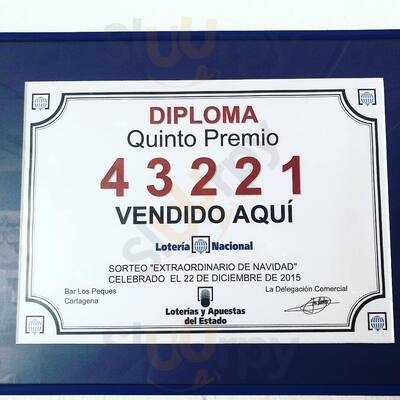 DIPLOMA
Quinto Premio
43221
VENDIDO AQUÍ
Lotería Nacional
SORTEO "EXTRAORDINARIO DE NAVIDAD"
CELEBRADO EL 22 DE DICIEMBRE DE 2015
Bar Los Peques
Cartagena
La Delegación Comercial
Loterías y Apuestas
del Estado
sluurpy